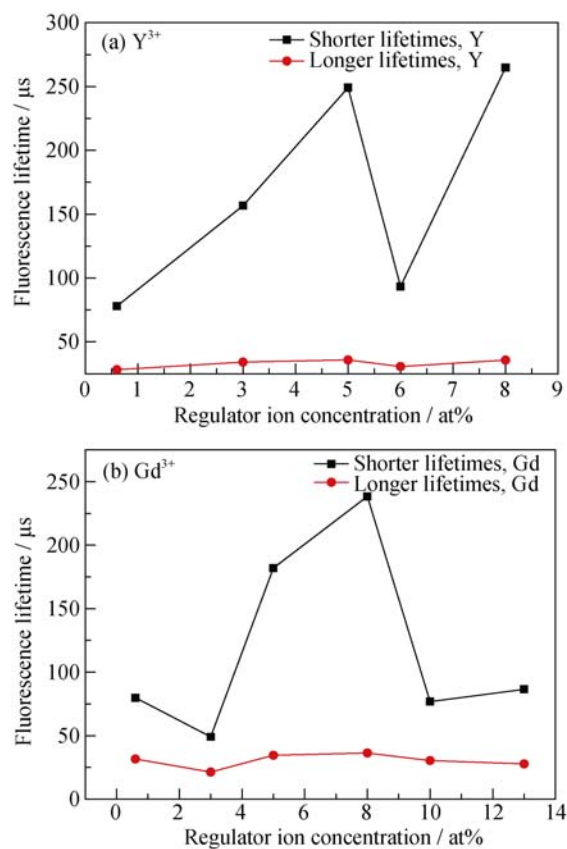 (a) Y³⁺
Shorter lifetimes, Y
Longer lifetimes, Y
Fluorescence lifetime / μs
300
250
200
150
100
50
0 1 2 3 4 5 6 7 8 9
Regulator ion concentration / at%
(b) Gd³⁺
Shorter lifetimes, Gd
Longer lifetimes, Gd
Fluorescence lifetime / μs
250
200
150
100
50
0
0 2 4 6 8 10 12 14
Regulator ion concentration / at%